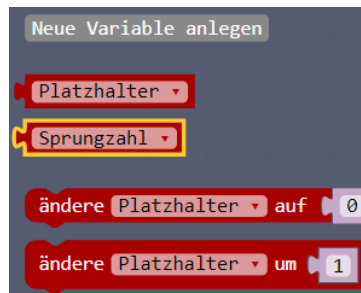 Neue Variable anlegen
Platzhalter
Sprungzahl
ändere Platzhalter auf 0
ändere Platzhalter um 1